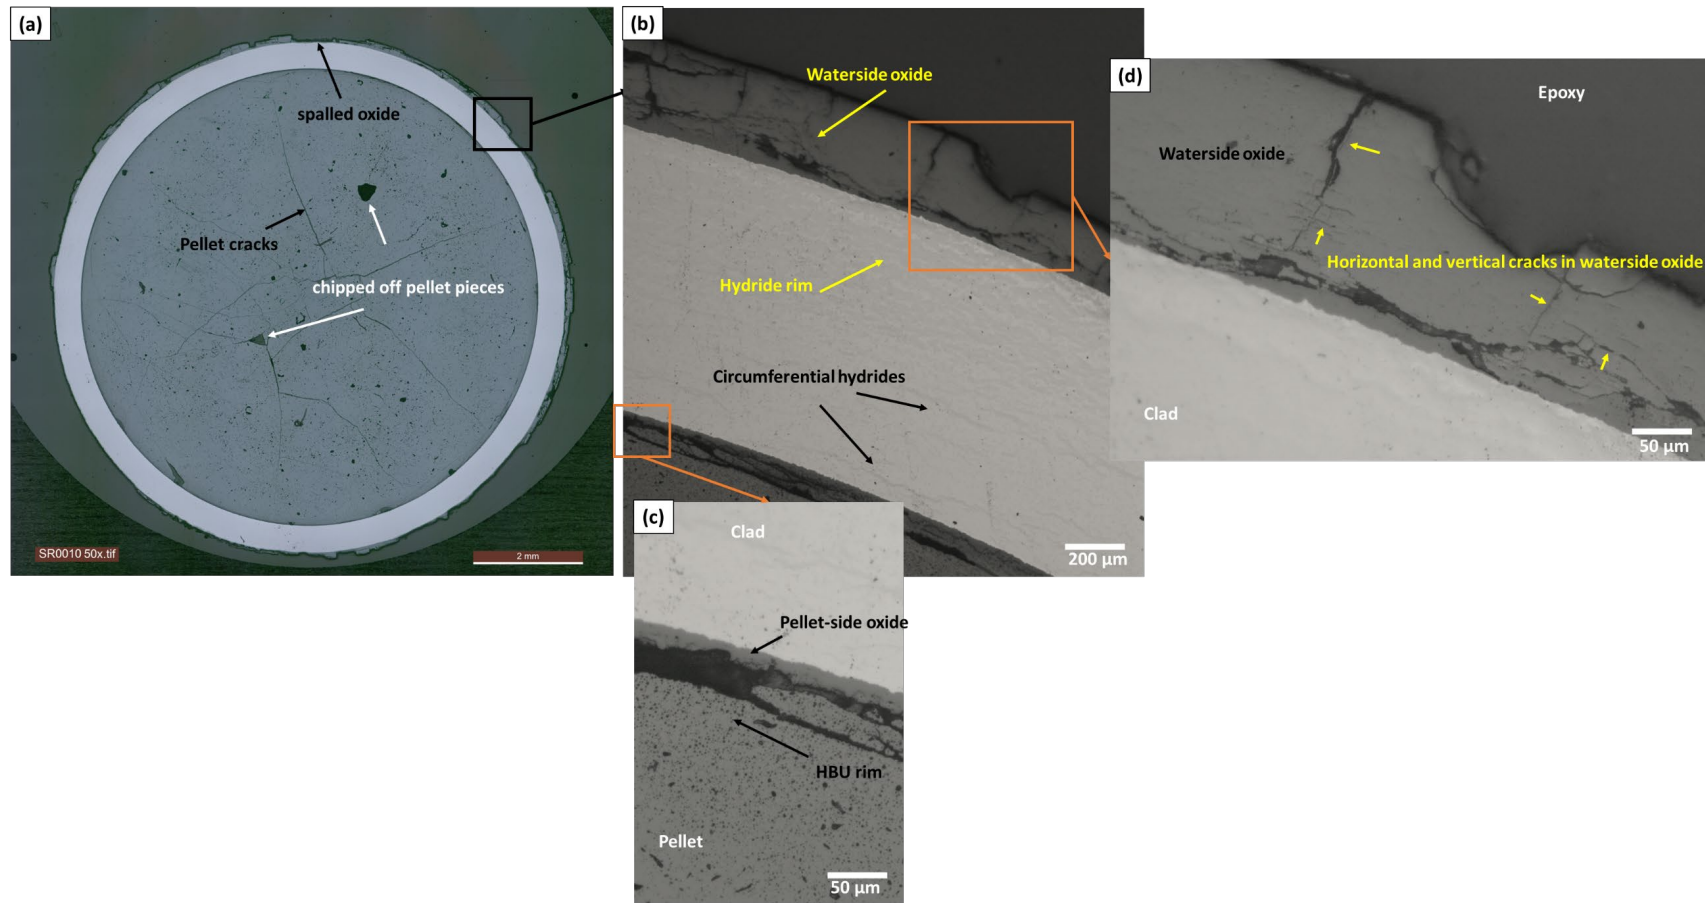 (a)
spalled oxide
Pellet cracks
chipped off pellet pieces
SR0010 50x.tif
2 mm
(b)
Waterside oxide
Hydride rim
Circumferential hydrides
200 µm
(c)
Clad
Pellet-side oxide
HBU rim
Pellet
50 µm
(d)
Epoxy
Waterside oxide
Horizontal and vertical cracks in waterside oxide
Clad
50 µm